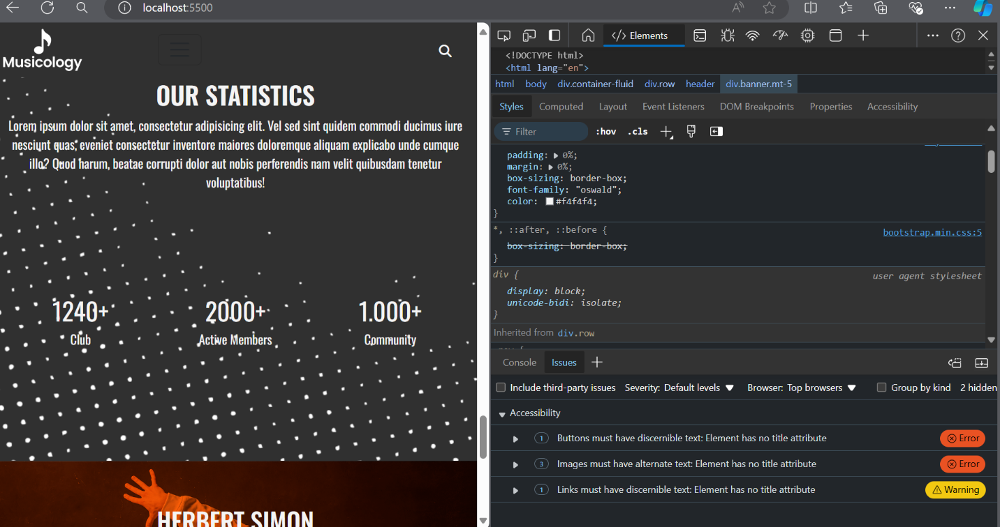 localhost:5500
Musicology
OUR STATISTICS
Lorem ipsum dolor sit amet, consectetur adipisicing elit. Vel sed sint quidem commodi ducimus iure
nesciunt quas, eveniet consectetur inventore maiores doloremque aliquam explicabo unde cumque
illo? Quod harum, beatae corrupti dolor aut nobis perferendis nam velit quibusdam tenetur
voluptatibus!
1240+ 2000+ 1.000+
Club Active Members Community
HERBERT SIMON
</> Elements
<!DOCTYPE html>
<html lang="en">
html body div.container-fluid div.row header div.banner.mt-5
Styles Computed Layout Event Listeners DOM Breakpoints Properties Accessibility
Filter :hov .cls
padding: 0%;
margin: 0%;
box-sizing: border-box;
font-family: "oswald";
color: #f4f4f4;
}
*, ::after, ::before { bootstrap.min.css:5
box-sizing: border-box;
}
div { user agent stylesheet
display: block;
unicode-bidi: isolate;
}
Inherited from div.row
Console Issues
Include third-party issues Severity: Default levels Browser: Top browsers Group by kind 2 hidden
Accessibility
1 Buttons must have discernible text: Element has no title attribute Error
3 Images must have alternate text: Element has no title attribute Error
1 Links must have discernible text: Element has no title attribute Warning